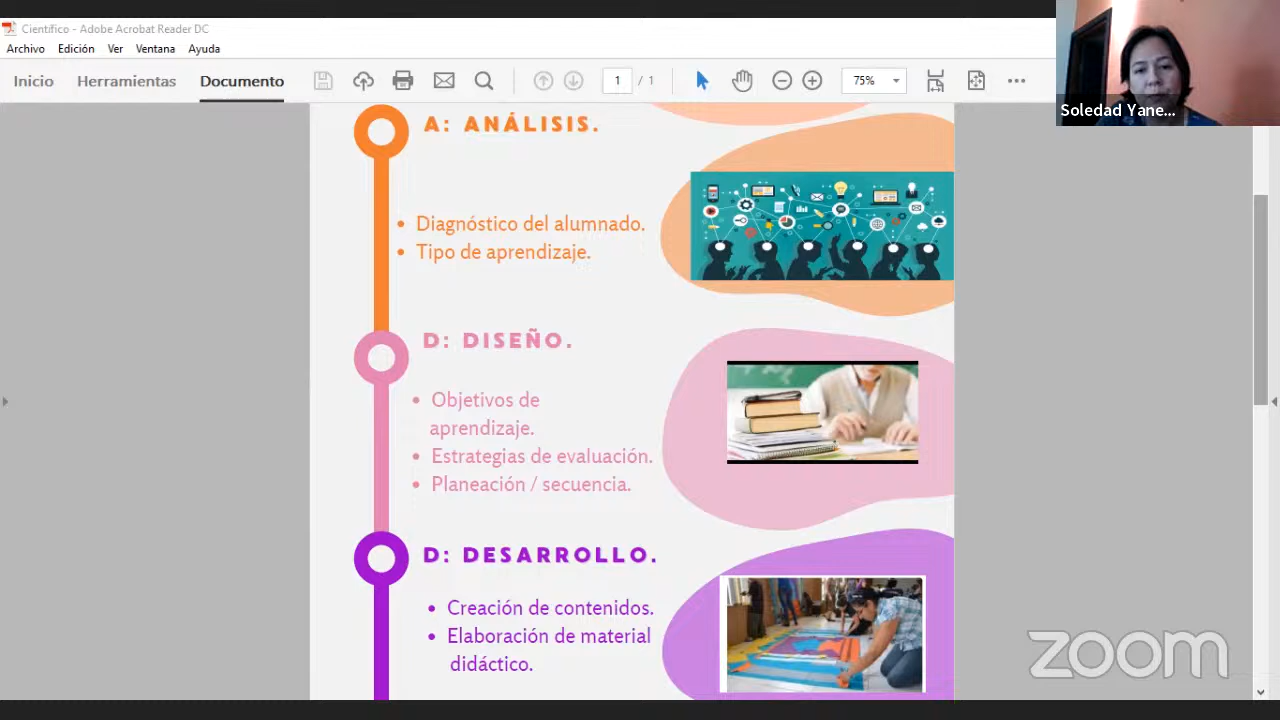 Científico - Adobe Acrobat Reader DC
Archivo Edición Ver Ventana Ayuda
Inicio Herramientas Documento 1 / 1 75%
Soledad Yane...
A: ANÁLISIS.
• Diagnóstico del alumnado.
• Tipo de aprendizaje.
D: DISEÑO.
• Objetivos de
aprendizaje.
• Estrategias de evaluación.
• Planeación / secuencia.
D: DESARROLLO.
• Creación de contenidos.
• Elaboración de material
didáctico.
zoom